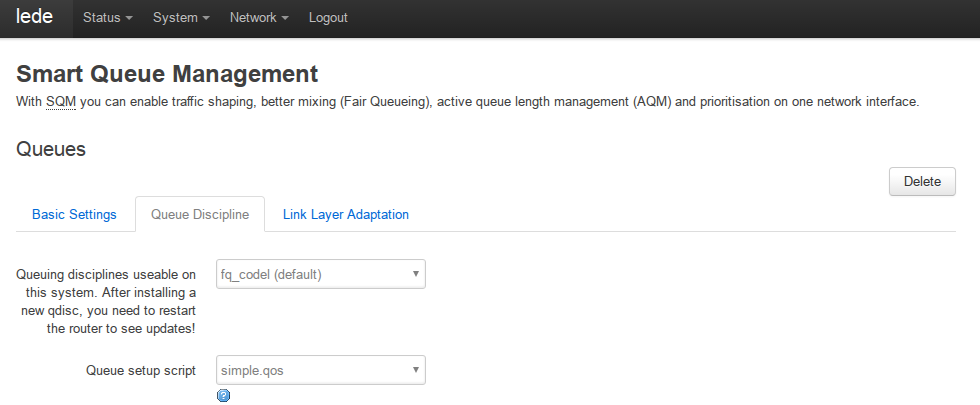 lede Status System Network Logout
Smart Queue Management
With SQM you can enable traffic shaping, better mixing (Fair Queueing), active queue length management (AQM) and prioritisation on one network interface.
Queues
Delete
Basic Settings Queue Discipline Link Layer Adaptation
Queuing disciplines useable on fq_codel (default)
this system. After installing a
new qdisc, you need to restart
the router to see updates!
Queue setup script simple.qos
?